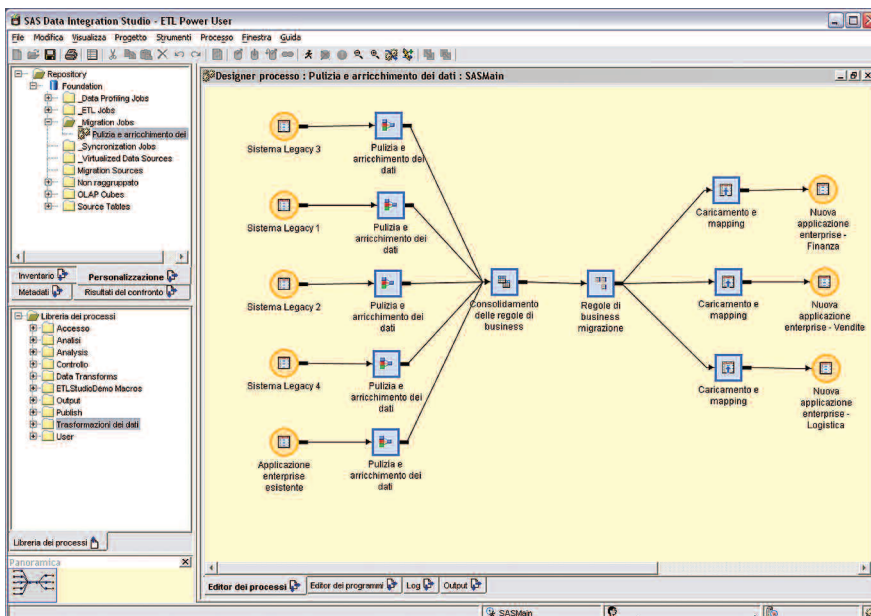 SAS Data Integration Studio - ETL Power User
File Modifica Visualizza Progetto Strumenti Processo Finestra Guida
Repository
Foundation
_Data Profiling Jobs
_ETL Jobs
_Migration Jobs
Pulizia e arricchimento dei
_Syncronization Jobs
_Virtualized Data Sources
Migration Sources
Non raggruppato
OLAP Cubes
Source Tables
Inventario
Personalizzazione
Metadati
Risultati del confronto
Libreria dei processi
Accesso
Analisi
Analysis
Controllo
Data Transforms
ETLStudioDemo Macros
Output
Publish
Trasformazioni dei dati
User
Libreria dei processi
Panoramica
Designer processo : Pulizia e arricchimento dei dati : SASMain
Sistema Legacy 3
Pulizia e
arricchimento dei
dati
Sistema Legacy 1
Pulizia e
arricchimento dei
dati
Sistema Legacy 2
Pulizia e
arricchimento dei
dati
Sistema Legacy 4
Pulizia e
arricchimento dei
dati
Applicazione
enterprise
esistente
Pulizia e
arricchimento dei
dati
Consolidamento
delle regole di
business
Regole di
business
migrazione
Caricamento e
mapping
Nuova
applicazione
enterprise -
Finanza
Caricamento e
mapping
Nuova
applicazione
enterprise - Vendite
Caricamento e
mapping
Nuova
applicazione
enterprise -
Logistica
Editor dei processi
Editor dei programmi
Log
Output
SASMain